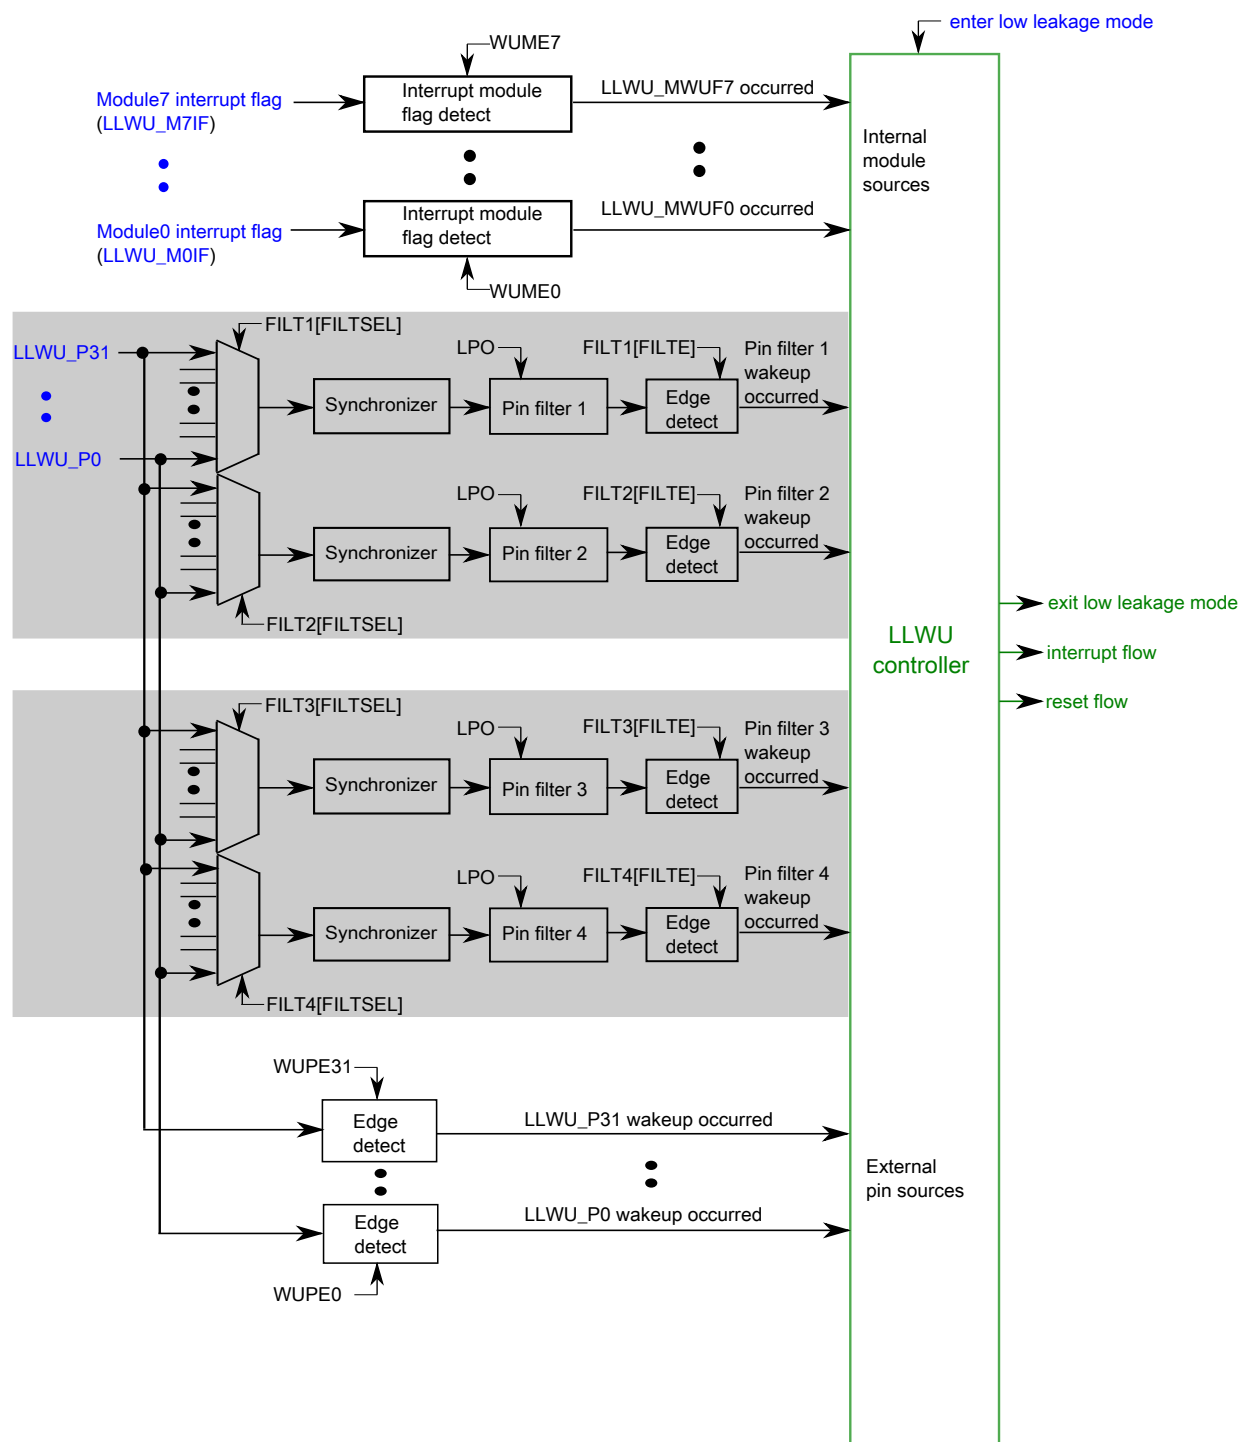 enter low leakage mode
WUME7
Module7 interrupt flag
(LLWU_M7IF)
Interrupt module
flag detect
LLWU_MWUF7 occurred
Internal
module
sources
Module0 interrupt flag
(LLWU_M0IF)
Interrupt module
flag detect
LLWU_MWUF0 occurred
WUME0
FILT1[FILTSEL]
LLWU_P31
LLWU_P0
Synchronizer
LPO
Pin filter 1
FILT1[FILTE]
Edge
detect
Pin filter 1
wakeup
occurred
Synchronizer
LPO
Pin filter 2
FILT2[FILTE]
Edge
detect
Pin filter 2
wakeup
occurred
FILT2[FILTSEL]
LLWU
controller
exit low leakage mode
interrupt flow
reset flow
FILT3[FILTSEL]
Synchronizer
LPO
Pin filter 3
FILT3[FILTE]
Edge
detect
Pin filter 3
wakeup
occurred
Synchronizer
LPO
Pin filter 4
FILT4[FILTE]
Edge
detect
Pin filter 4
wakeup
occurred
FILT4[FILTSEL]
WUPE31
Edge
detect
LLWU_P31 wakeup occurred
External
pin sources
Edge
detect
LLWU_P0 wakeup occurred
WUPE0